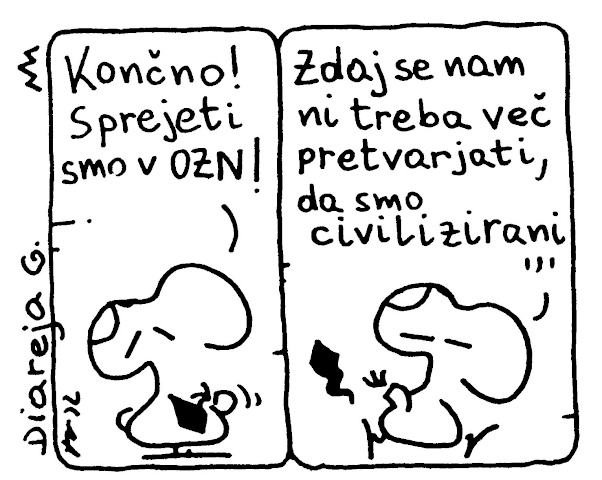 Končno!
Sprejeti
smo v OZN!
Zdaj se nam
ni treba več
pretvarjati,
da smo
civilizirani
!!!
Diareja G.